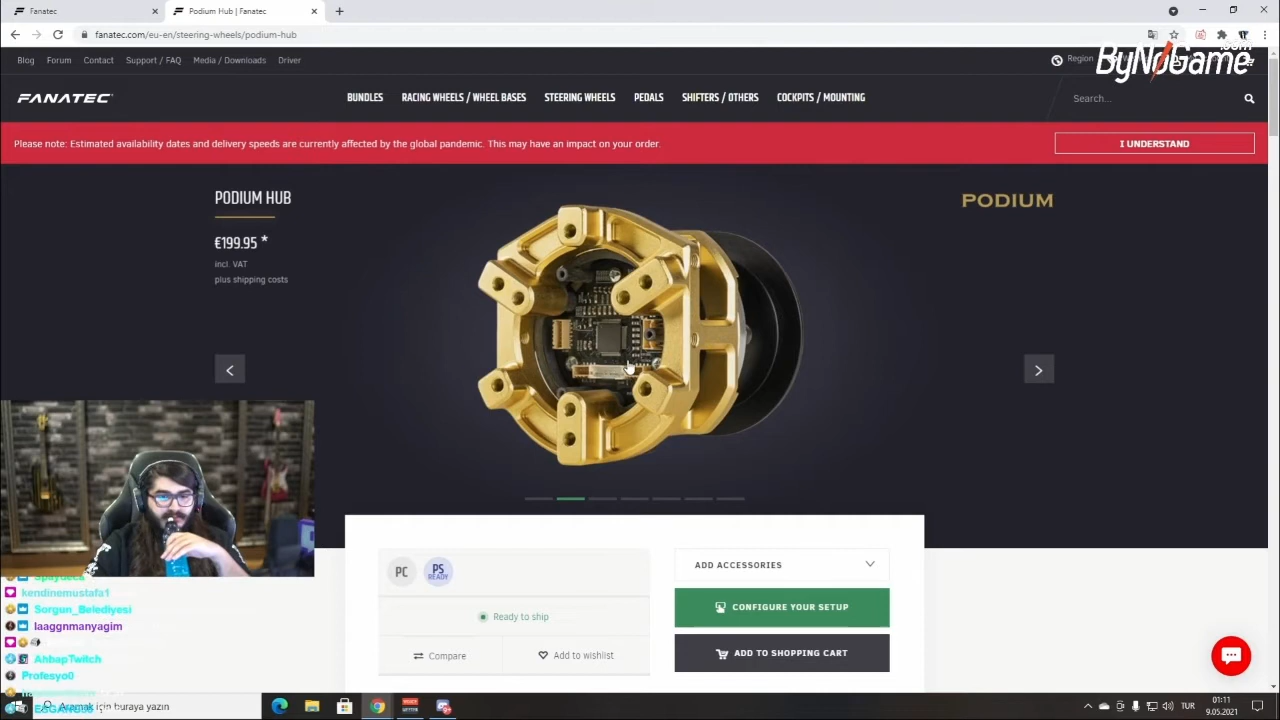 Fanatec
Podium Hub | Fanatec
fanatec.com/eu-en/steering-wheels/podium-hub
Blog
Forum
Contact
Support / FAQ
Media / Downloads
Driver
Region
ByNoGame
.com
FANATEC
BUNDLES
RACING WHEELS / WHEEL BASES
STEERING WHEELS
PEDALS
SHIFTERS / OTHERS
COCKPITS / MOUNTING
Search...
Please note: Estimated availability dates and delivery speeds are currently affected by the global pandemic. This may have an impact on your order.
I UNDERSTAND
PODIUM HUB
PODIUM
€199.95 *
incl. VAT
plus shipping costs
PC
PS
READY
ADD ACCESSORIES
Ready to ship
CONFIGURE YOUR SETUP
Compare
Add to wishlist
ADD TO SHOPPING CART
kendinemustafa1
Sorgun_Belediyesi
laaggnmanyagim
AhbapTwitch
Profesyo0
Aramak için buraya yazın
TUR
01:11
9.05.2021